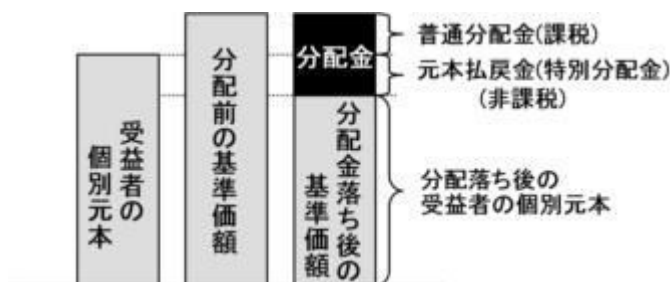 受益者の
個別元本
分配前の基準価額
分配金
分配金落ち後の
基準価額
普通分配金(課税)
元本払戻金(特別分配金)
(非課税)
分配落ち後の
受益者の個別元本